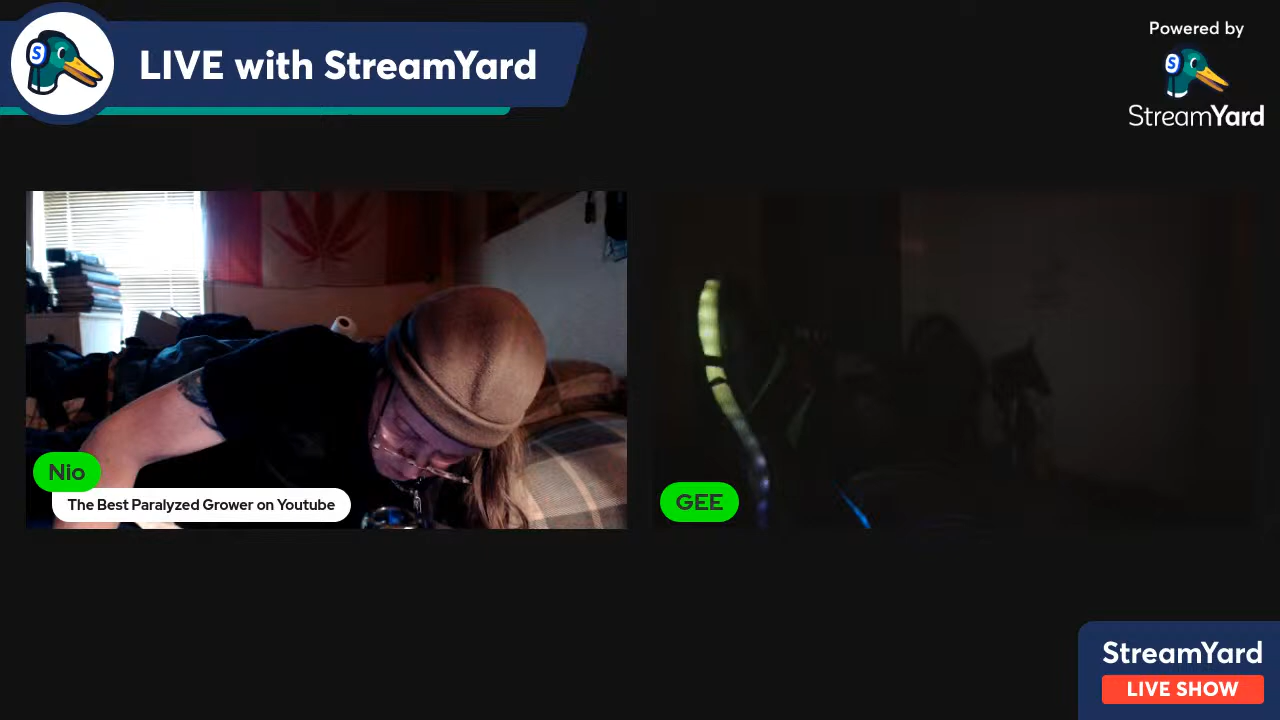 LIVE with StreamYard
Powered by
StreamYard
Nio
The Best Paralyzed Grower on Youtube
GEE
StreamYard
LIVE SHOW